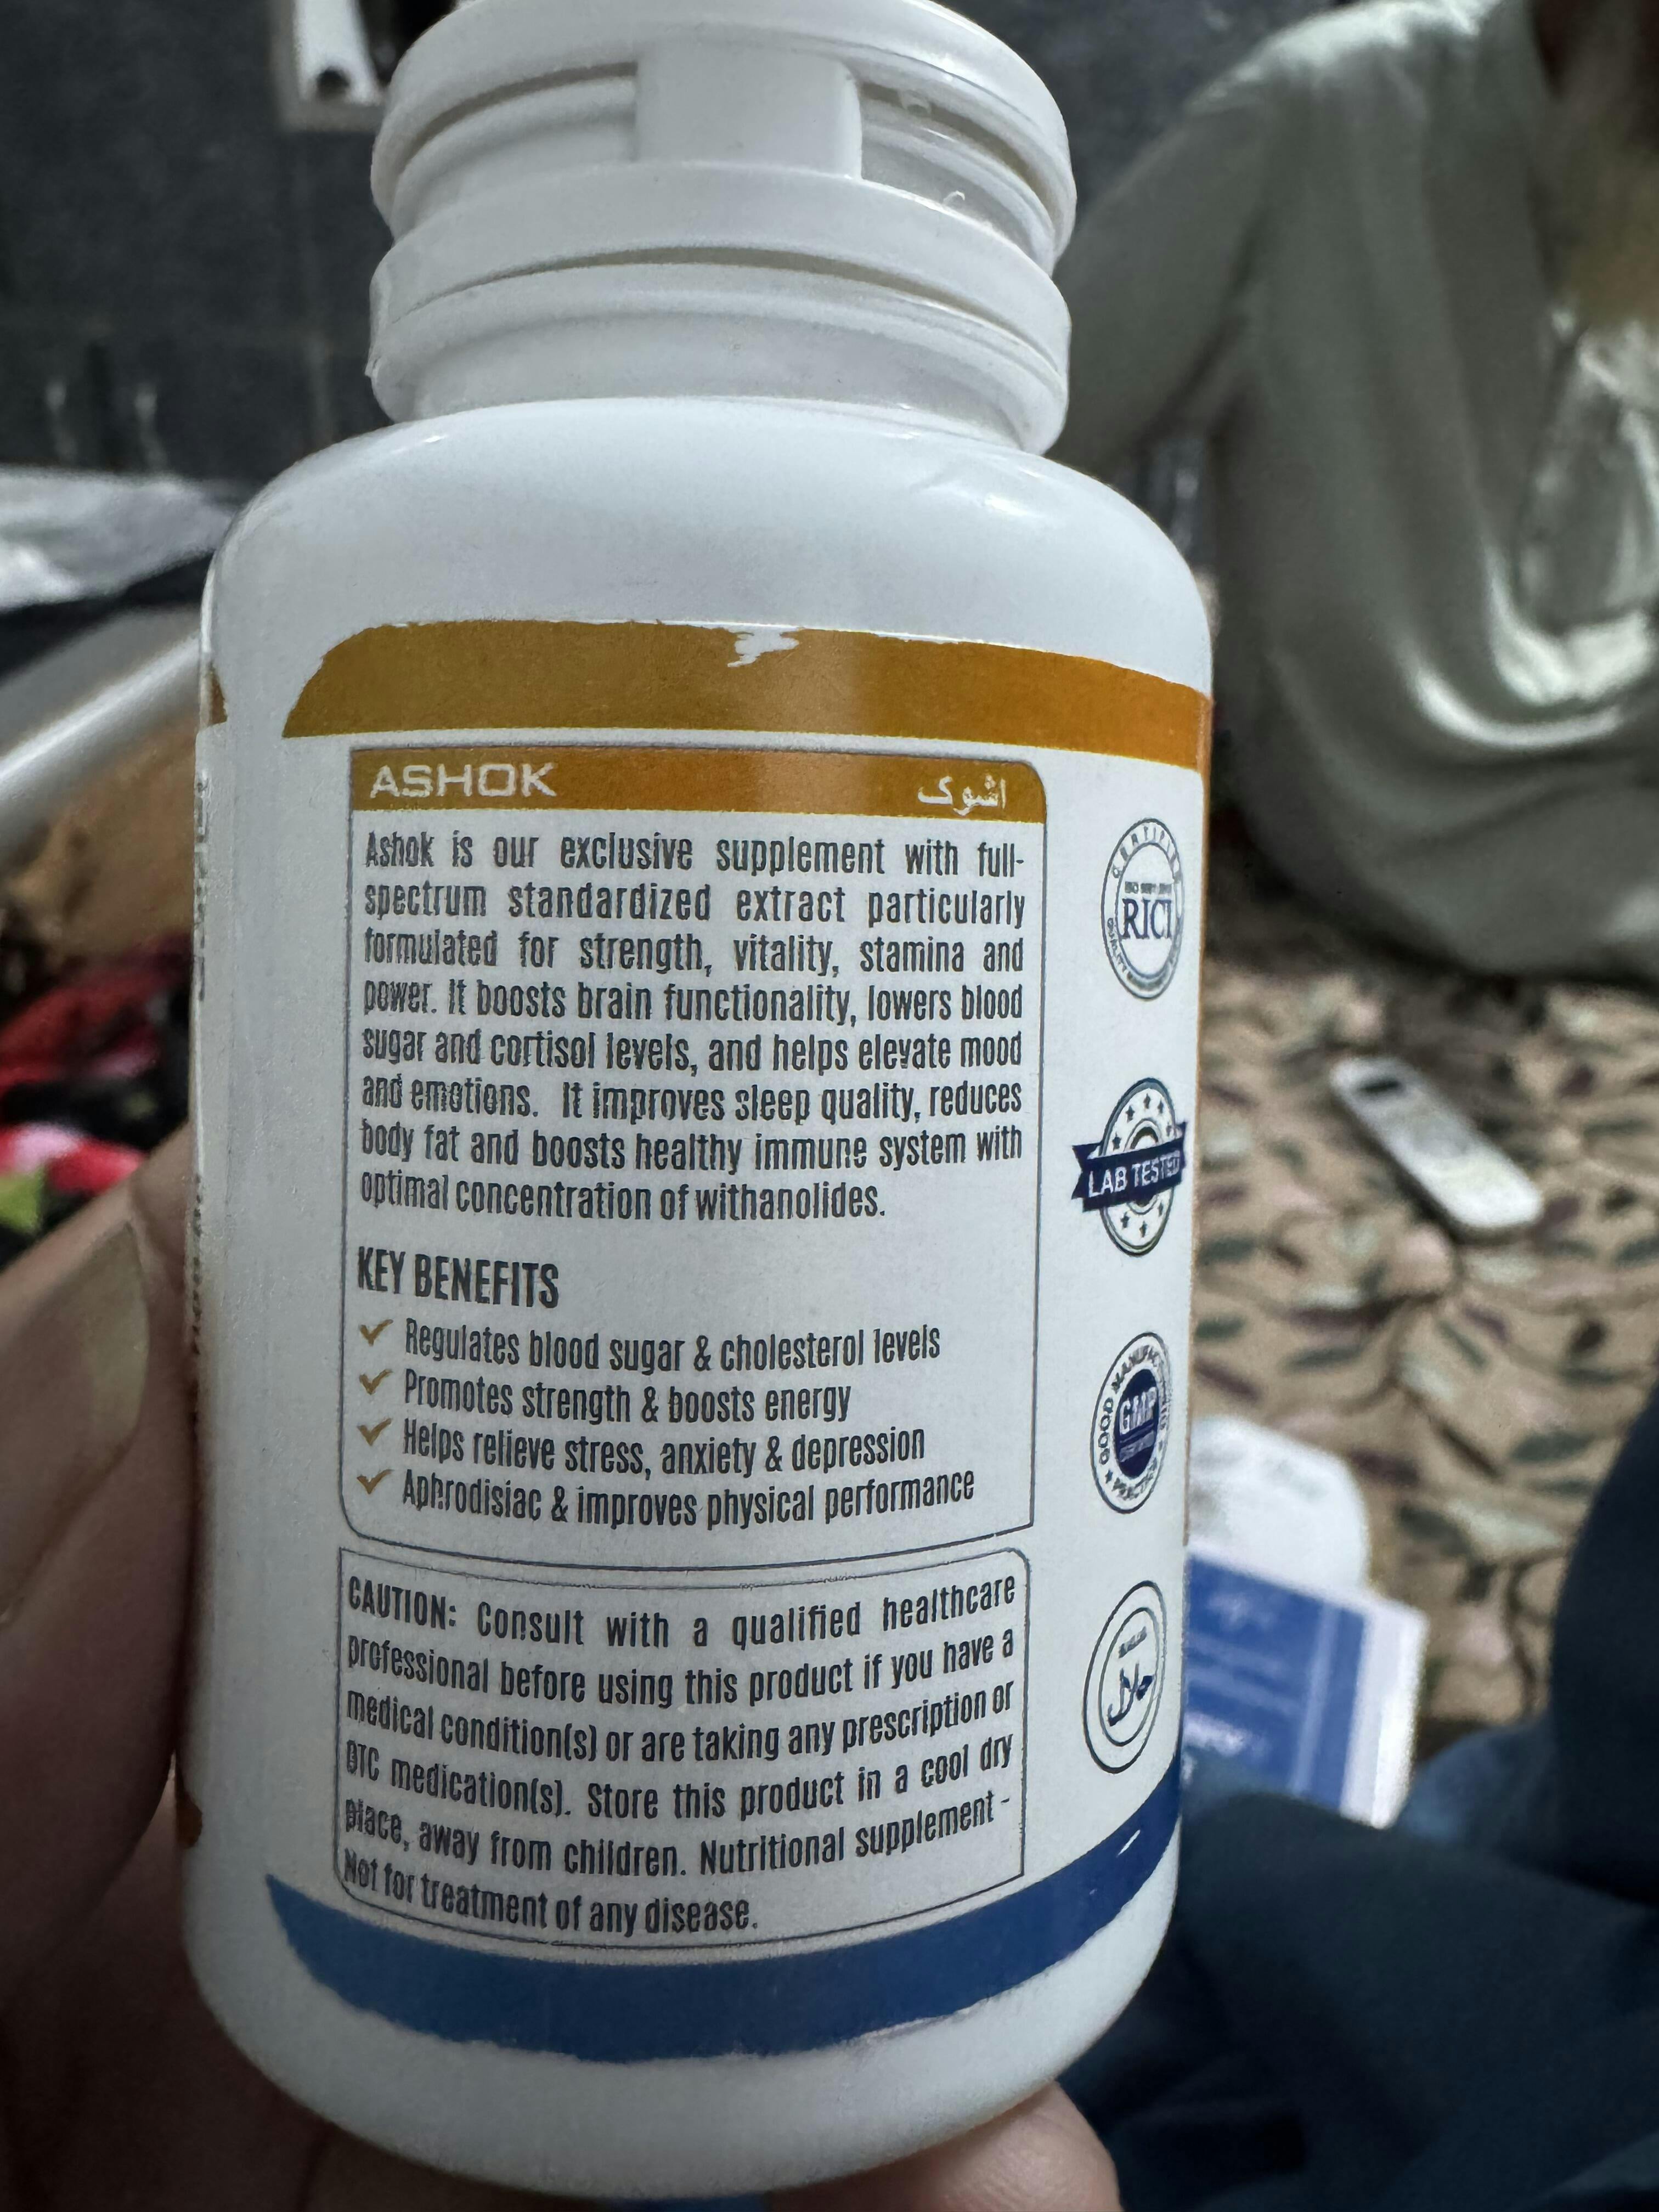 ASHOK اشوک
Ashok is our exclusive supplement with full-
spectrum standardized extract particularly
formulated for strength, vitality, stamina and
power. It boosts brain functionality, lowers blood
sugar and cortisol levels, and helps elevate mood
and emotions. It improves sleep quality, reduces
body fat and boosts healthy immune system with
optimal concentration of withanolides.
KEY BENEFITS
Regulates blood sugar & cholesterol levels
Promotes strength & boosts energy
Helps relieve stress, anxiety & depression
Aphrodisiac & improves physical performance
CAUTION: Consult with a qualified healthcare
professional before using this product if you have a
medical condition(s) or are taking any prescription or
OTC medication(s). Store this product in a cool dry
place, away from children. Nutritional supplement -
Not for treatment of any disease.
CERTIFIED
RICI
QUALITY
LAB TESTED
GOOD MANUFACTURING
GMP
PRACTICE
HALAL
حلال